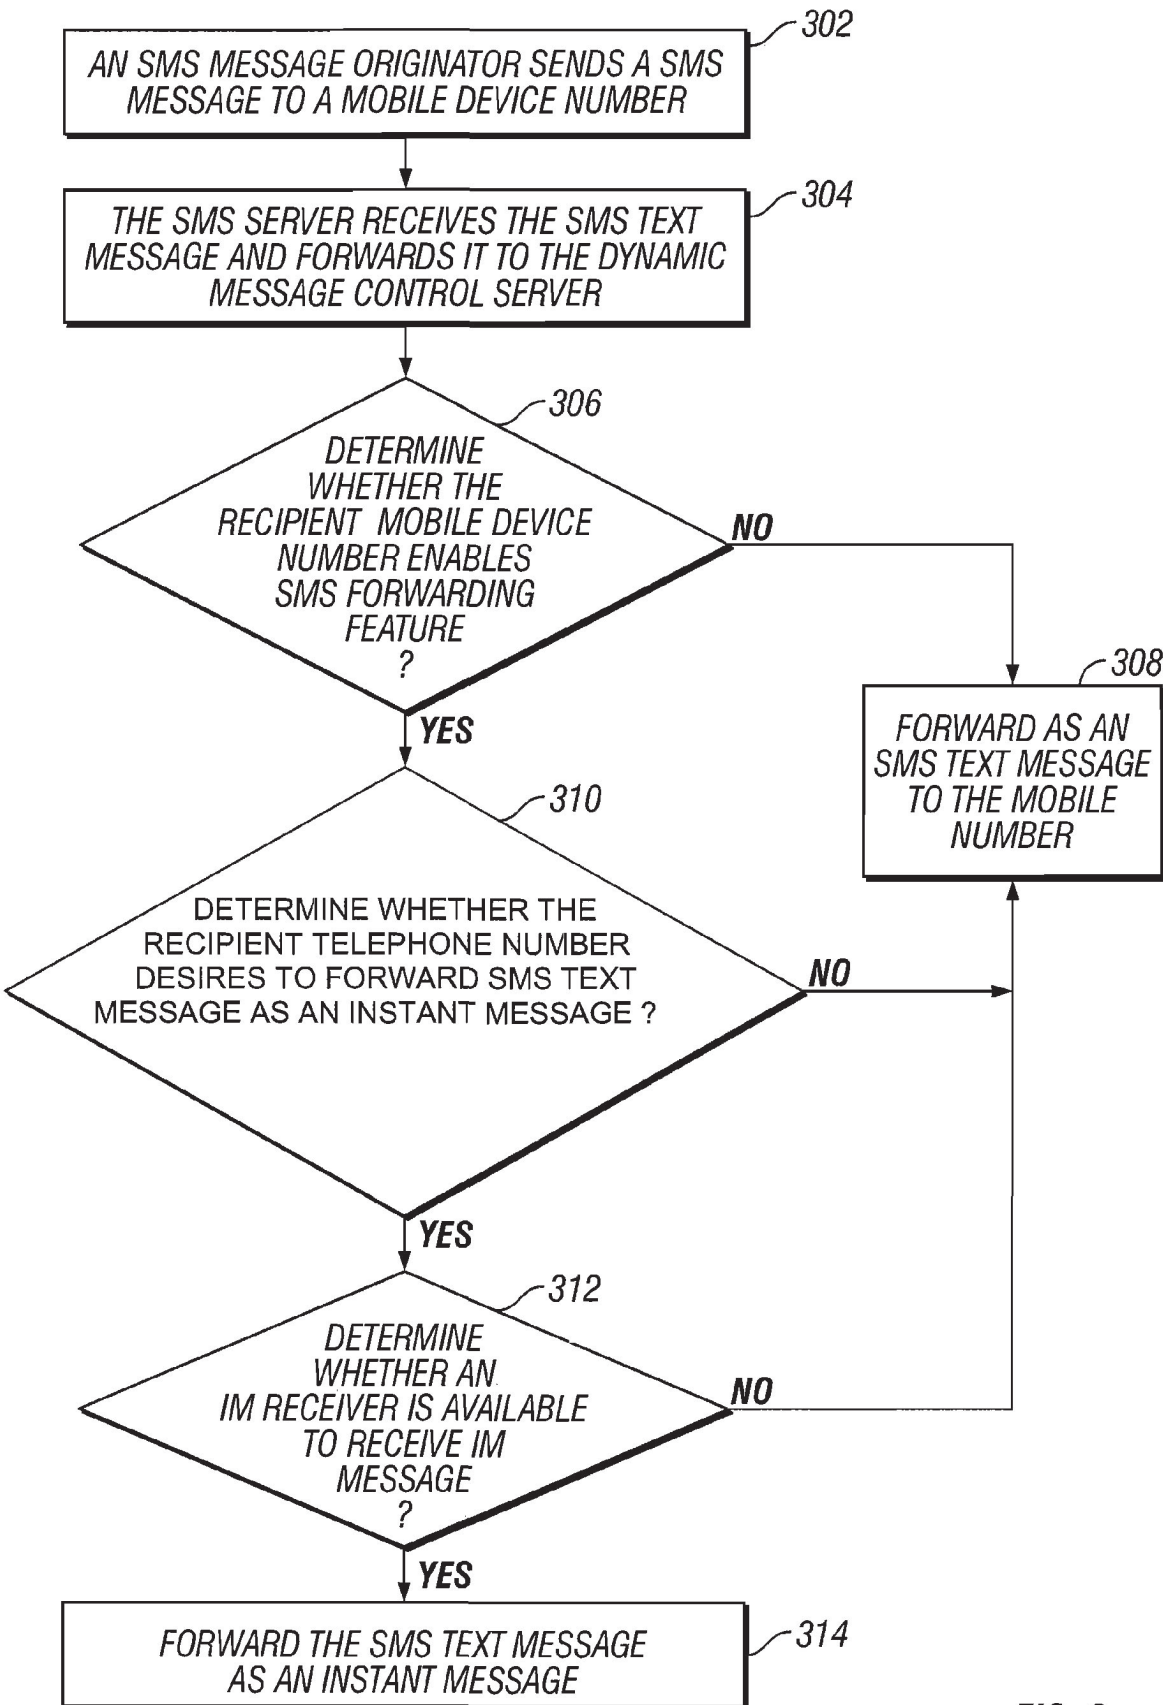 302
AN SMS MESSAGE ORIGINATOR SENDS A SMS
MESSAGE TO A MOBILE DEVICE NUMBER
304
THE SMS SERVER RECEIVES THE SMS TEXT
MESSAGE AND FORWARDS IT TO THE DYNAMIC
MESSAGE CONTROL SERVER
306
DETERMINE
WHETHER THE
RECIPIENT MOBILE DEVICE
NUMBER ENABLES
SMS FORWARDING
FEATURE
?
NO
YES
308
FORWARD AS AN
SMS TEXT MESSAGE
TO THE MOBILE
NUMBER
310
DETERMINE WHETHER THE
RECIPIENT TELEPHONE NUMBER
DESIRES TO FORWARD SMS TEXT
MESSAGE AS AN INSTANT MESSAGE ?
NO
YES
312
DETERMINE
WHETHER AN
IM RECEIVER IS AVAILABLE
TO RECEIVE IM
MESSAGE
?
NO
YES
314
FORWARD THE SMS TEXT MESSAGE
AS AN INSTANT MESSAGE